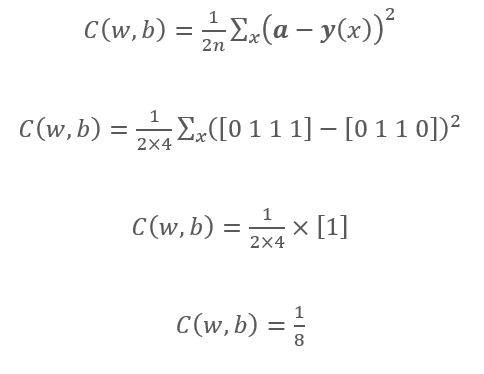 C(w, b) = 1/2n ∑ₓ(a − y(x))²
C(w, b) = 1/2×4 ∑ₓ([0 1 1 1] − [0 1 1 0])²
C(w, b) = 1/2×4 × [1]
C(w, b) = 1/8